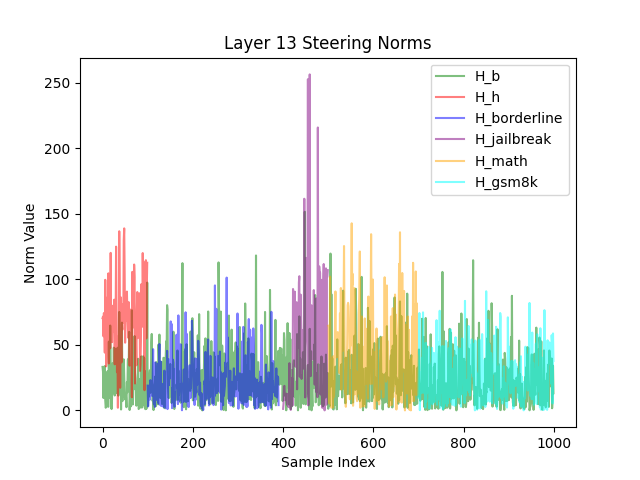 Layer 13 Steering Norms
H_b
H_h
H_borderline
H_jailbreak
H_math
H_gsm8k
Norm Value
250
200
150
100
50
0
0 200 400 600 800 1000
Sample Index